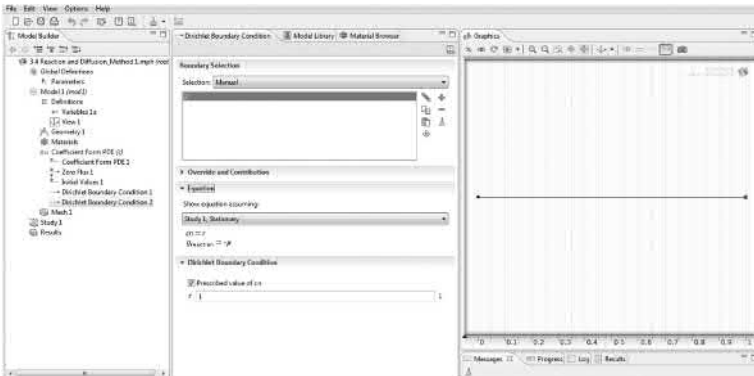 File Edit View Options Help
Model Builder
3.4 Reaction and Diffusion_Method 1.mph (root)
Global Definitions
Parameters
Model 1 (mod1)
Definitions
Variables 1a
View 1
Geometry 1
Materials
Coefficient Form PDE (c)
Coefficient Form PDE 1
Zero Flux 1
Initial Values 1
Dirichlet Boundary Condition 1
Dirichlet Boundary Condition 2
Mesh 1
Study 1
Results
Dirichlet Boundary Condition
Model Library
Material Browser
Boundary Selection
Selection: Manual
Override and Contribution
Equation
Show equation assuming:
Study 1, Stationary
Dirichlet Boundary Condition
Prescribed value of cn
r 1 1
Graphics
0 0.1 0.2 0.3 0.4 0.5 0.6 0.7 0.8 0.9 1
Messages Progress Log Results